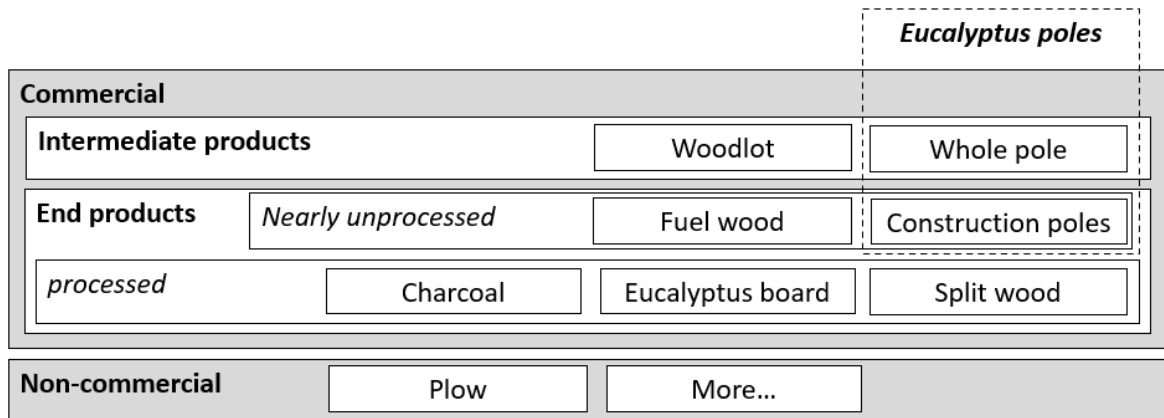 Eucalyptus poles
Commercial
Intermediate products Woodlot Whole pole
End products Nearly unprocessed Fuel wood Construction poles
processed Charcoal Eucalyptus board Split wood
Non-commercial Plow More...